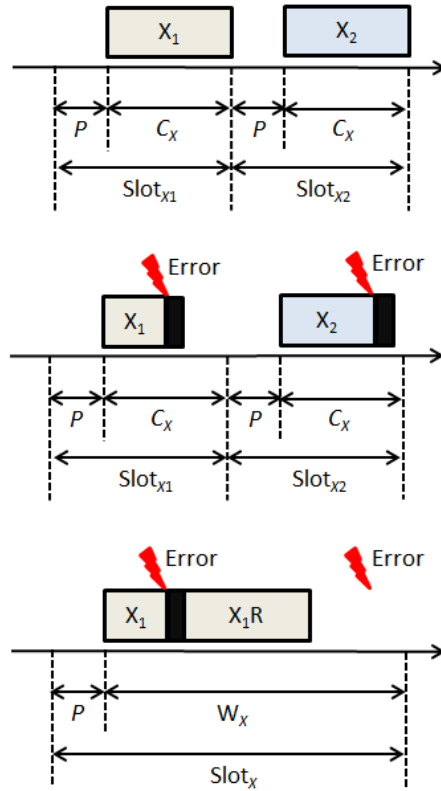 X1 X2
P CX P CX
SlotX1 SlotX2
Error Error
X1 X2
P CX P CX
SlotX1 SlotX2
Error Error
X1 X1R
P WX
SlotX